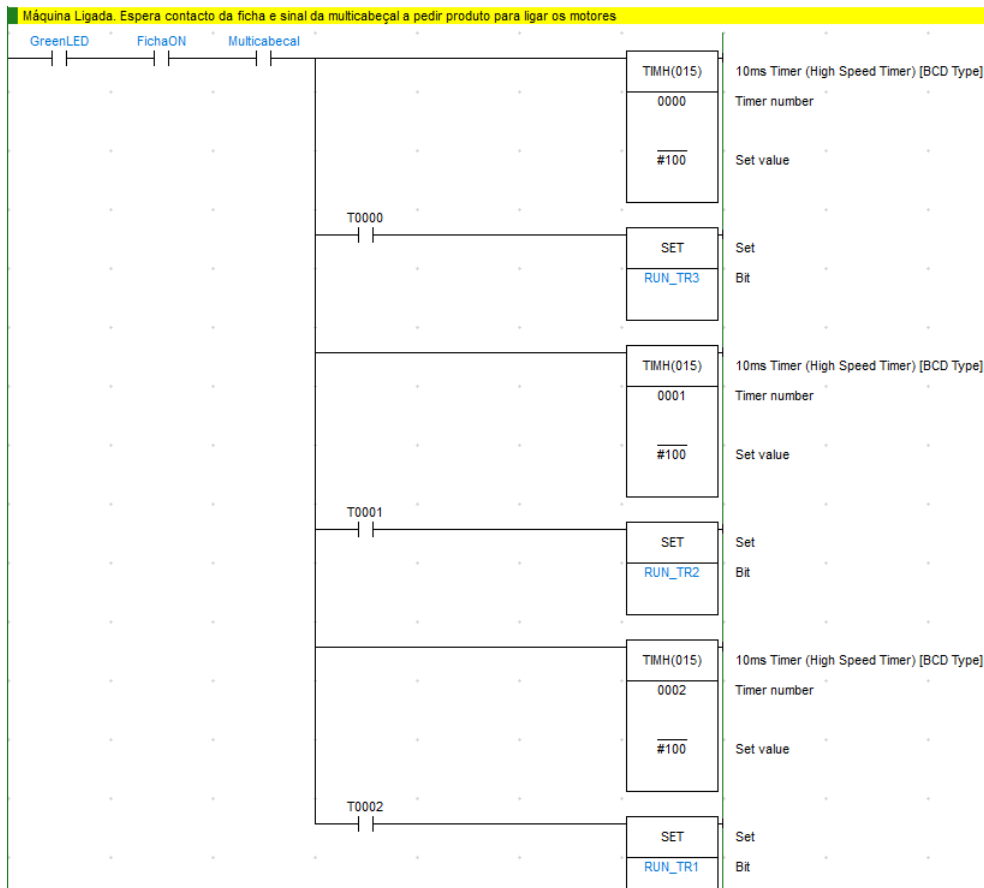 Máquina Ligada. Espera contacto da ficha e sinal da multicabeçal a pedir produto para ligar os motores
GreenLED FichaON Multicabecal
TIMH(015) 10ms Timer (High Speed Timer) [BCD Type]
0000 Timer number
#100 Set value
T0000
SET Set
RUN_TR3 Bit
TIMH(015) 10ms Timer (High Speed Timer) [BCD Type]
0001 Timer number
#100 Set value
T0001
SET Set
RUN_TR2 Bit
TIMH(015) 10ms Timer (High Speed Timer) [BCD Type]
0002 Timer number
#100 Set value
T0002
SET Set
RUN_TR1 Bit